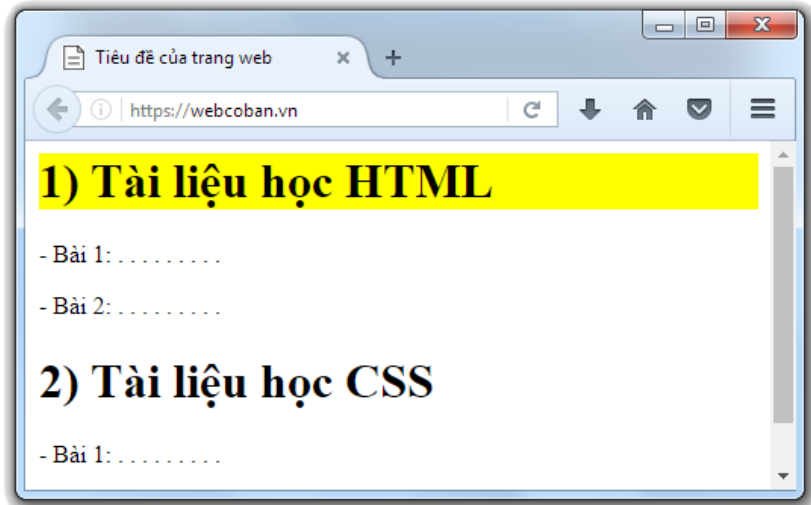 Tiêu đề của trang web
https://webcoban.vn
1) Tài liệu học HTML
- Bài 1: . . . . . . . . .
- Bài 2: . . . . . . . . .
2) Tài liệu học CSS
- Bài 1: . . . . . . . . .